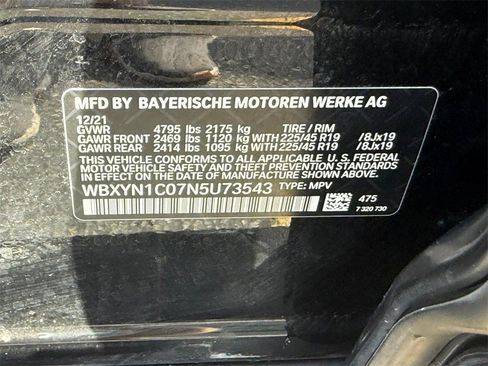 MFD BY BAYERISCHE MOTOREN WERKE AG
12/21
GVWR 4795 lbs 2175 kg TIRE / RIM
GAWR FRONT 2469 lbs 1120 kg WITH 225/45 R19 /8Jx19
GAWR REAR 2414 lbs 1095 kg WITH 225/45 R19 /8Jx19
THIS VEHICLE CONFORMS TO ALL APPLICABLE U. S. FEDERAL
MOTOR VEHICLE SAFETY AND THEFT PREVENTION STANDARDS
IN EFFECT ON THE DATE OF MANUFACTURE SHOWN ABOVE.
WBXYN1C07N5U73543 TYPE: MPV
475
7 320 730